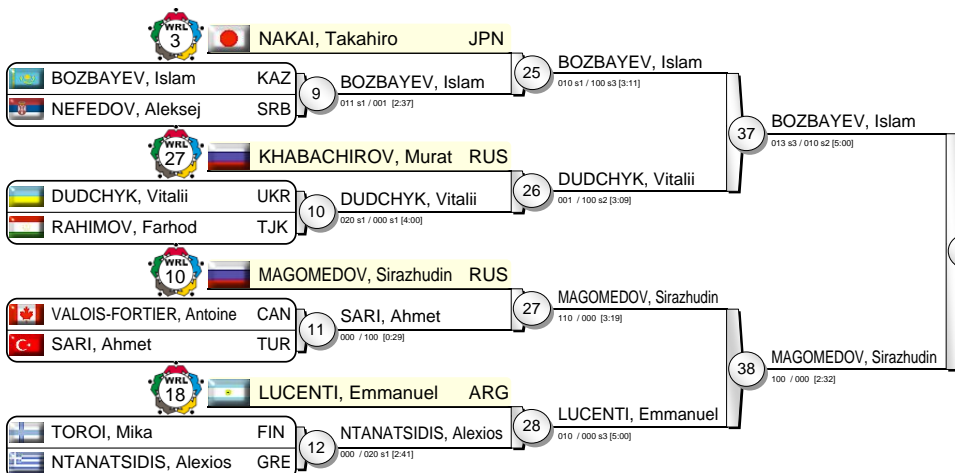 WRL 3 NAKAI, Takahiro JPN
BOZBAYEV, Islam KAZ
NEFEDOV, Aleksej SRB
9 BOZBAYEV, Islam
011 s1 / 001 [2:37]
25 BOZBAYEV, Islam
010 s1 / 100 s3 [3:11]
WRL 27 KHABACHIROV, Murat RUS
DUDCHYK, Vitalii UKR
RAHIMOV, Farhod TJK
10 DUDCHYK, Vitalii
020 s1 / 000 s1 [4:00]
26 DUDCHYK, Vitalii
001 / 100 s2 [3:09]
37 BOZBAYEV, Islam
013 s3 / 010 s2 [5:00]
WRL 10 MAGOMEDOV, Sirazhudin RUS
VALOIS-FORTIER, Antoine CAN
SARI, Ahmet TUR
11 SARI, Ahmet
000 / 100 [0:29]
27 MAGOMEDOV, Sirazhudin
110 / 000 [3:19]
WRL 18 LUCENTI, Emmanuel ARG
TOROI, Mika FIN
NTANATSIDIS, Alexios GRE
12 NTANATSIDIS, Alexios
000 / 020 s1 [2:41]
28 LUCENTI, Emmanuel
010 / 000 s3 [5:00]
38 MAGOMEDOV, Sirazhudin
100 / 000 [2:32]